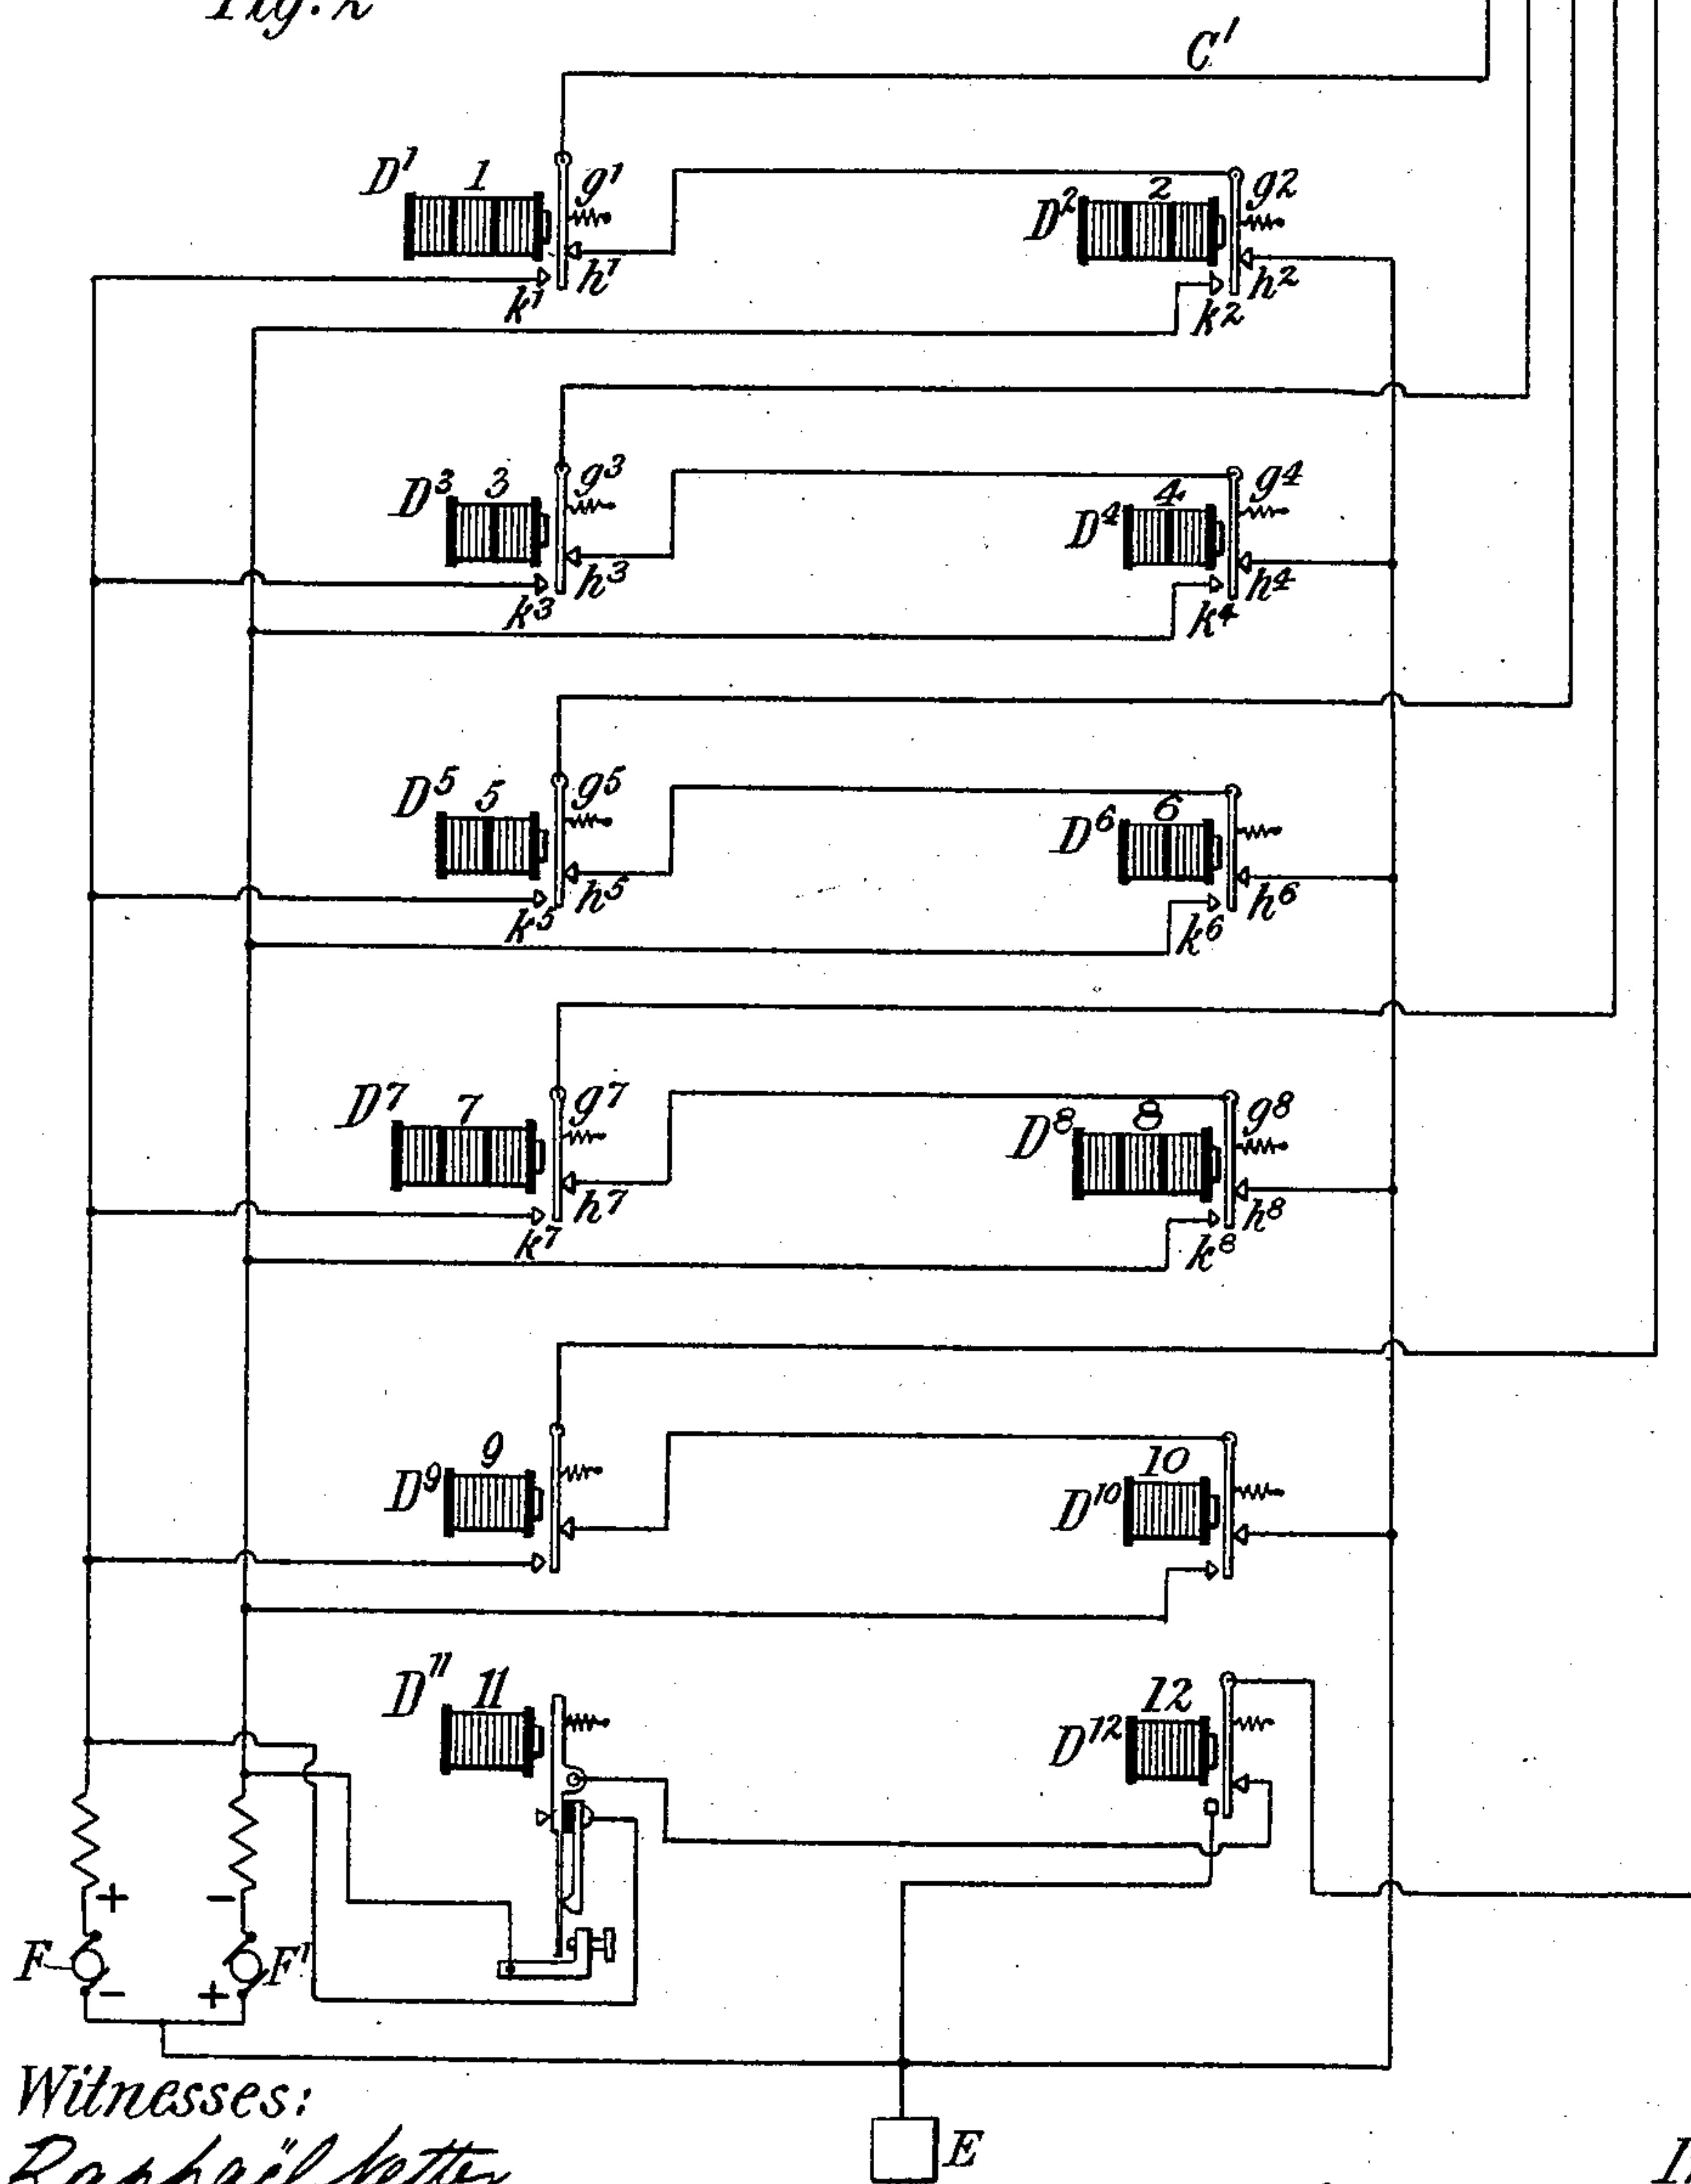 Fig. 2
C'
D¹ 1 g¹ D² 2 g²
h¹ h²
k¹ k²
D³ 3 g³ D⁴ 4 g⁴
h³ h⁴
k³ k⁴
D⁵ 5 g⁵ D⁶ 6
h⁵ h⁶
k⁵ k⁶
D⁷ 7 g⁷ D⁸ 8 g⁸
h⁷ h⁸
k⁷ k⁸
D⁹ 9 D¹⁰ 10
D¹¹ 11 D¹² 12
+ −
F F'
− +
Witnesses:
Raphaël Netter
E